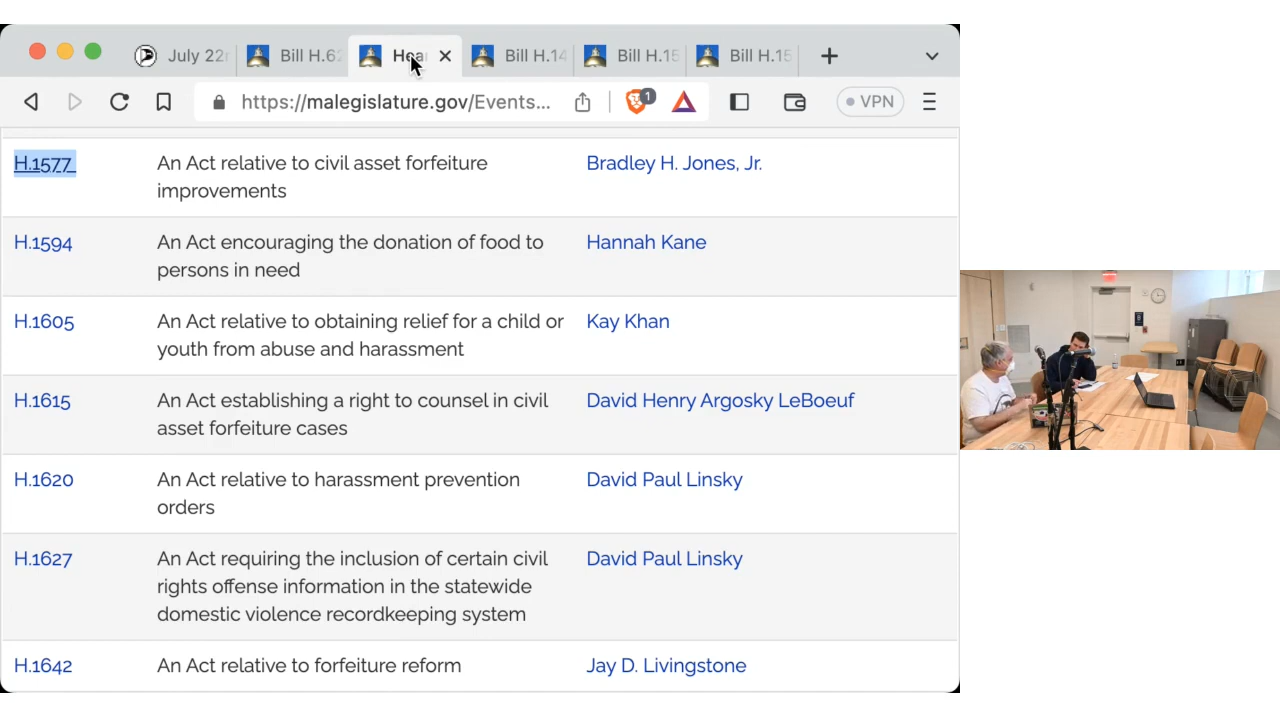 July 22n
Bill H.62
Hear
Bill H.14
Bill H.15
Bill H.15
https://malegislature.gov/Events...
1
VPN
H.1577
An Act relative to civil asset forfeiture
improvements
Bradley H. Jones, Jr.
H.1594
An Act encouraging the donation of food to
persons in need
Hannah Kane
H.1605
An Act relative to obtaining relief for a child or
youth from abuse and harassment
Kay Khan
H.1615
An Act establishing a right to counsel in civil
asset forfeiture cases
David Henry Argosky LeBoeuf
H.1620
An Act relative to harassment prevention
orders
David Paul Linsky
H.1627
An Act requiring the inclusion of certain civil
rights offense information in the statewide
domestic violence recordkeeping system
David Paul Linsky
H.1642
An Act relative to forfeiture reform
Jay D. Livingstone